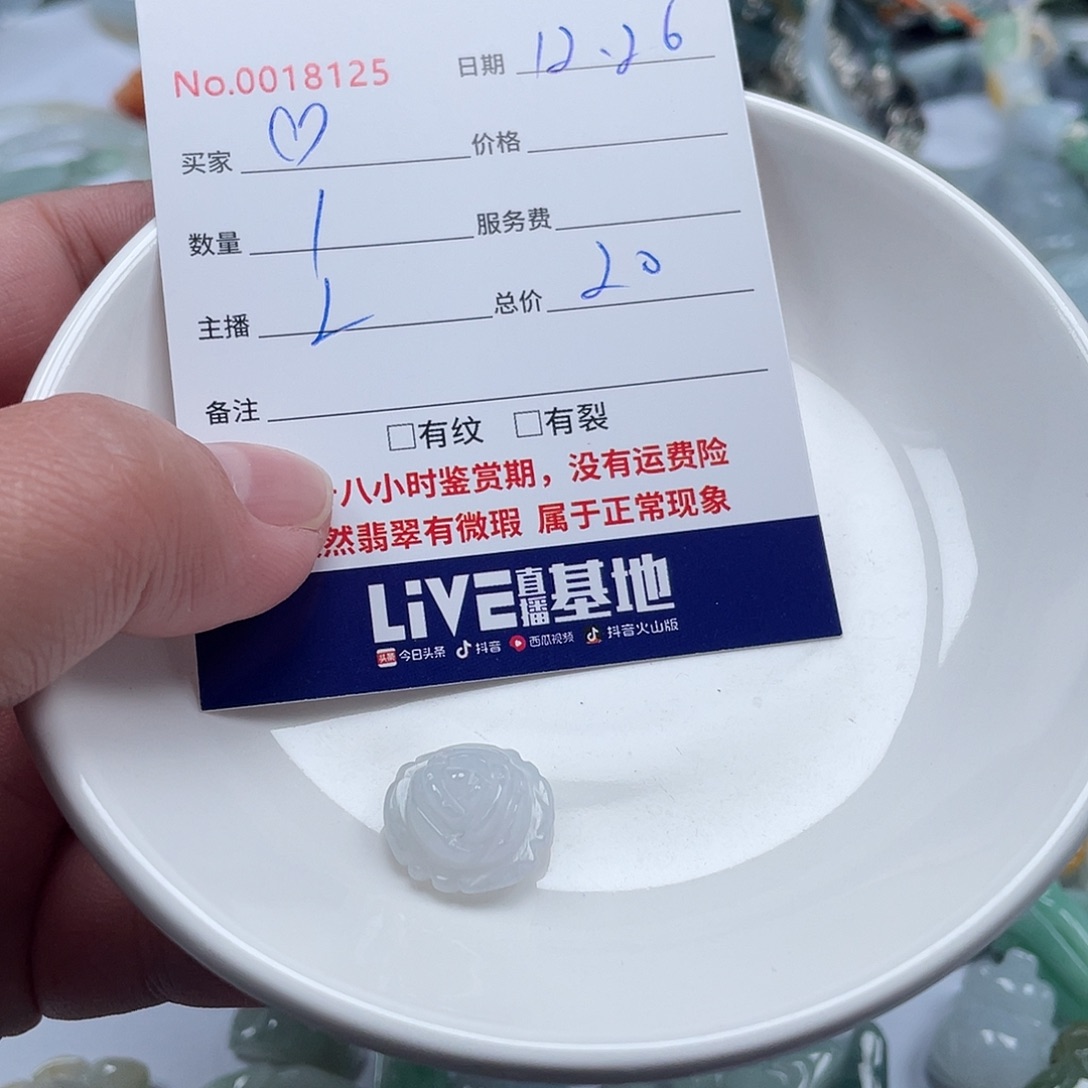 No.0018125 日期 12.26
买家 ♡ 价格
数量 1 服务费
主播 L 总价 20
备注
□有纹 □有裂
八小时鉴赏期，没有运费险
然翡翠有微瑕 属于正常现象
LiVE直播基地
头条 今日头条 抖音 西瓜视频 抖音火山版